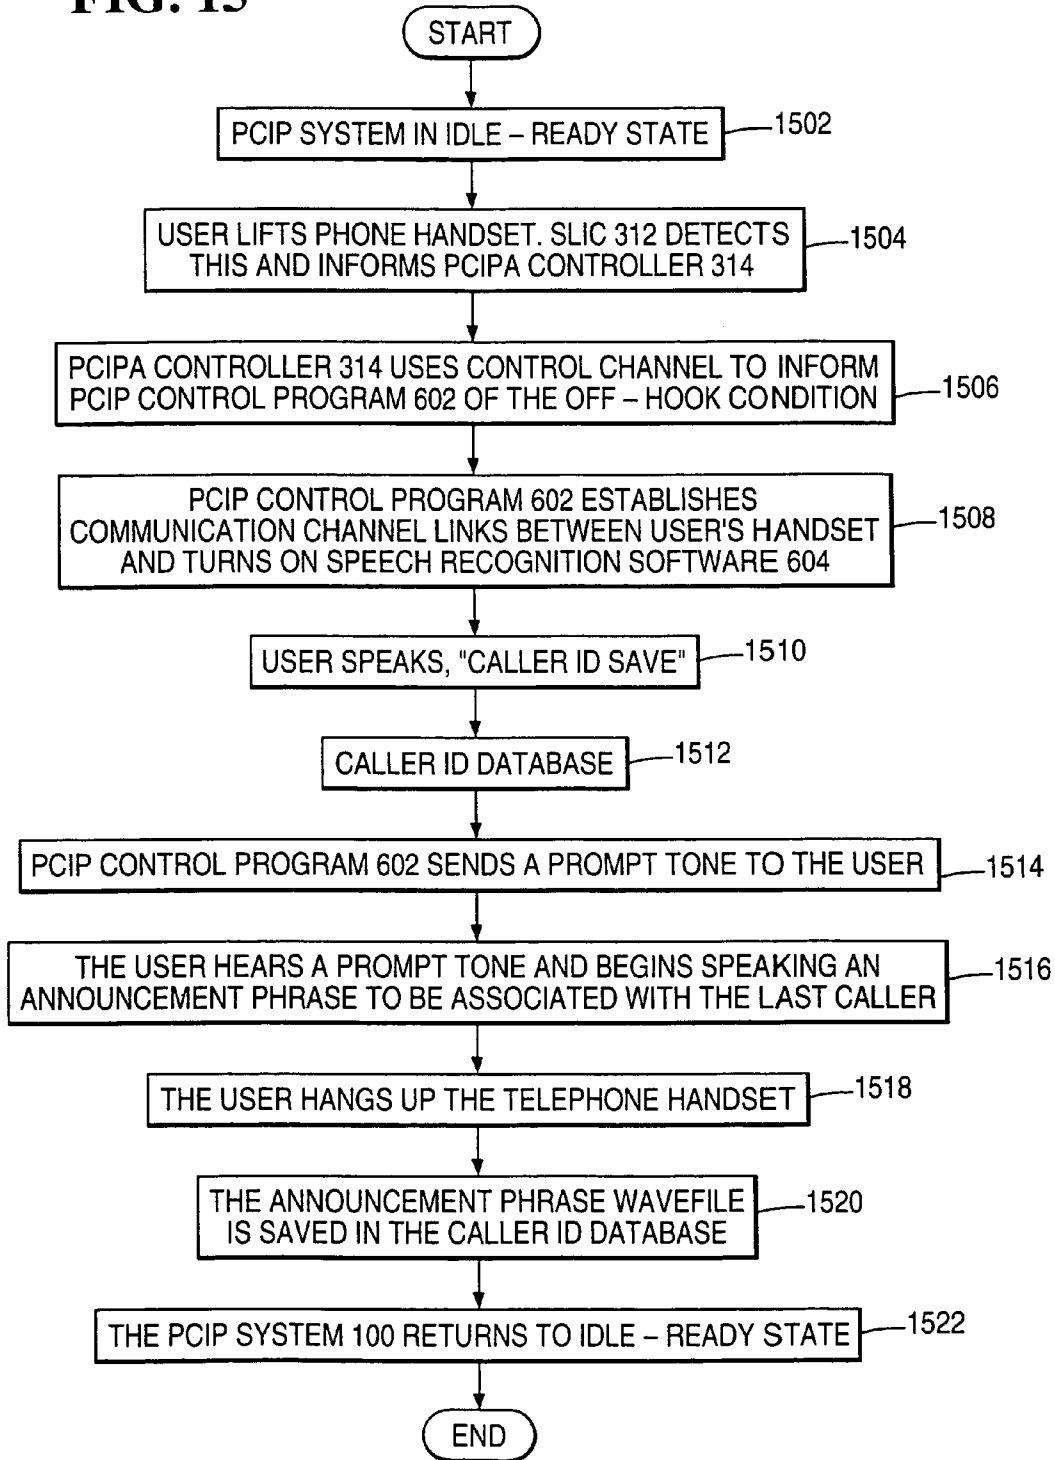 FIG. 15
START
PCIP SYSTEM IN IDLE – READY STATE
1502
USER LIFTS PHONE HANDSET. SLIC 312 DETECTS
THIS AND INFORMS PCIPA CONTROLLER 314
1504
PCIPA CONTROLLER 314 USES CONTROL CHANNEL TO INFORM
PCIP CONTROL PROGRAM 602 OF THE OFF – HOOK CONDITION
1506
PCIP CONTROL PROGRAM 602 ESTABLISHES
COMMUNICATION CHANNEL LINKS BETWEEN USER'S HANDSET
AND TURNS ON SPEECH RECOGNITION SOFTWARE 604
1508
USER SPEAKS, "CALLER ID SAVE"
1510
CALLER ID DATABASE
1512
PCIP CONTROL PROGRAM 602 SENDS A PROMPT TONE TO THE USER
1514
THE USER HEARS A PROMPT TONE AND BEGINS SPEAKING AN
ANNOUNCEMENT PHRASE TO BE ASSOCIATED WITH THE LAST CALLER
1516
THE USER HANGS UP THE TELEPHONE HANDSET
1518
THE ANNOUNCEMENT PHRASE WAVEFILE
IS SAVED IN THE CALLER ID DATABASE
1520
THE PCIP SYSTEM 100 RETURNS TO IDLE – READY STATE
1522
END